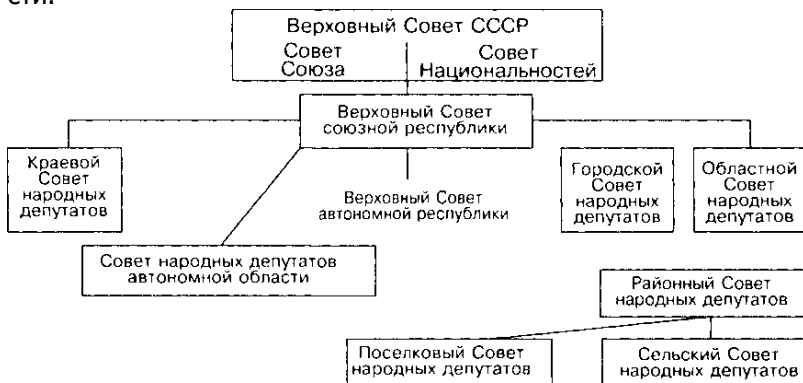 сти.
Верховный Совет СССР
Совет
Союза
Совет
Национальностей
Верховный Совет
союзной республики
Краевой
Совет
народных
депутатов
Верховный Совет
автономной республики
Городской
Совет
народных
депутатов
Областной
Совет
народных
депутатов
Совет народных депутатов
автономной области
Районный Совет
народных депутатов
Поселковый Совет
народных депутатов
Сельский Совет
народных депутатов